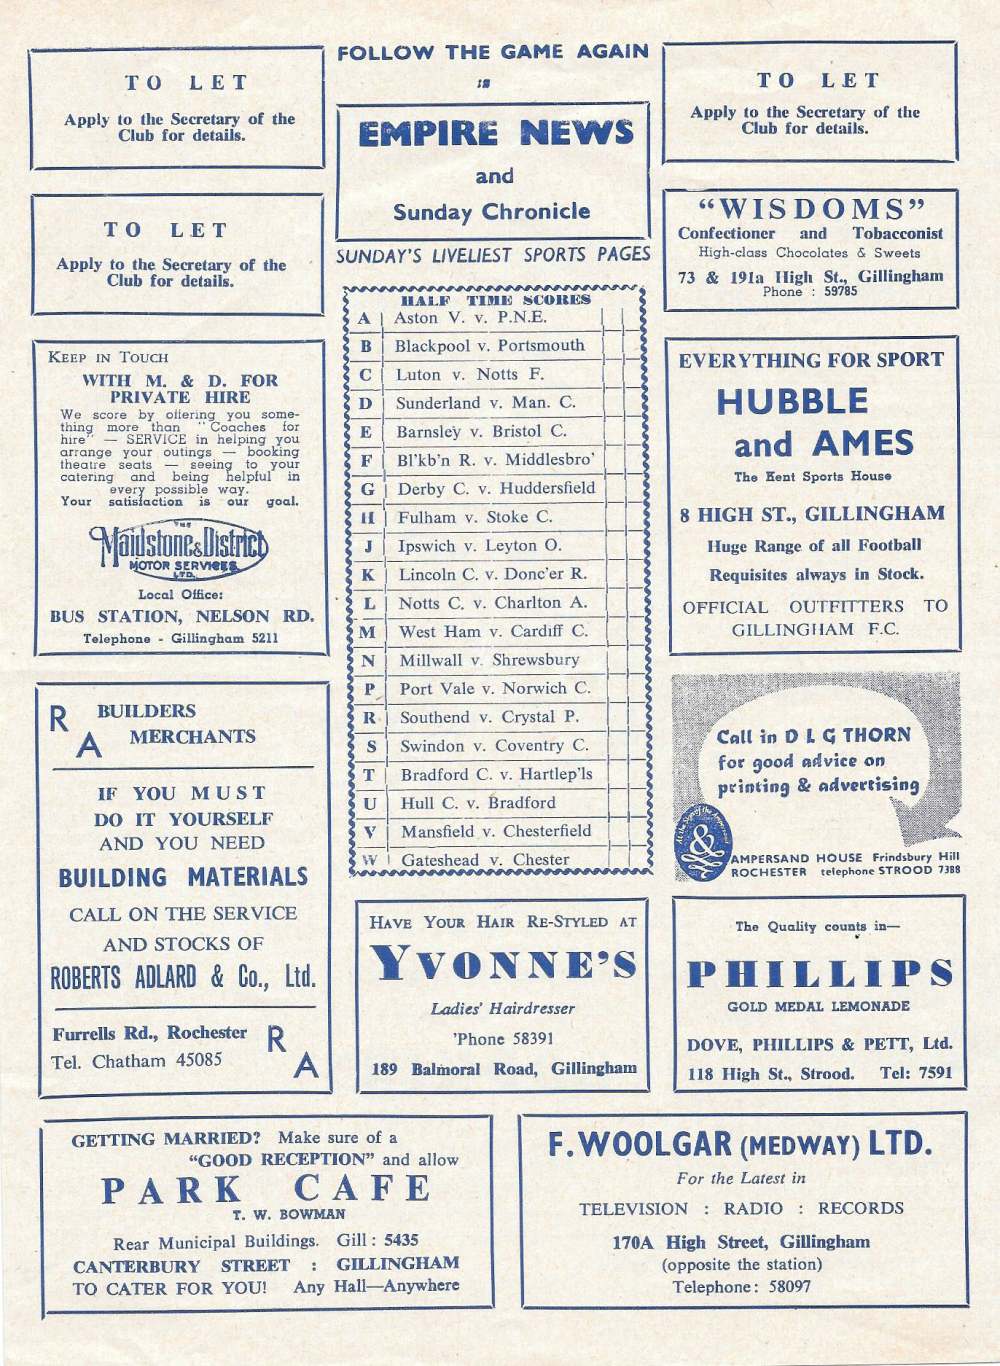 TO LET
Apply to the Secretary of the
Club for details.
TO LET
Apply to the Secretary of the
Club for details.
KEEP IN TOUCH
WITH M. & D. FOR
PRIVATE HIRE
We score by offering you some-
thing more than "Coaches for
hire" — SERVICE in helping you
arrange your outings — booking
theatre seats — seeing to your
catering and being helpful in
every possible way.
Your satisfaction is our goal.
THE
Maidstone & District
MOTOR SERVICES
LTD.
Local Office:
BUS STATION, NELSON RD.
Telephone - Gillingham 5211
R A
BUILDERS
MERCHANTS
IF YOU MUST
DO IT YOURSELF
AND YOU NEED
BUILDING MATERIALS
CALL ON THE SERVICE
AND STOCKS OF
ROBERTS ADLARD & Co., Ltd.
Furrells Rd., Rochester
Tel. Chatham 45085
R A
FOLLOW THE GAME AGAIN
in
EMPIRE NEWS
and
Sunday Chronicle
SUNDAY'S LIVELIEST SPORTS PAGES
HALF TIME SCORES
A Aston V. v. P.N.E.
B Blackpool v. Portsmouth
C Luton v. Notts F.
D Sunderland v. Man. C.
E Barnsley v. Bristol C.
F Bl'kb'n R. v. Middlesbro'
G Derby C. v. Huddersfield
H Fulham v. Stoke C.
J Ipswich v. Leyton O.
K Lincoln C. v. Donc'er R.
L Notts C. v. Charlton A.
M West Ham v. Cardiff C.
N Millwall v. Shrewsbury
P Port Vale v. Norwich C.
R Southend v. Crystal P.
S Swindon v. Coventry C.
T Bradford C. v. Hartlep'ls
U Hull C. v. Bradford
V Mansfield v. Chesterfield
W Gateshead v. Chester
HAVE YOUR HAIR RE-STYLED AT
YVONNE'S
Ladies' Hairdresser
'Phone 58391
189 Balmoral Road, Gillingham
TO LET
Apply to the Secretary of the
Club for details.
"WISDOMS"
Confectioner and Tobacconist
High-class Chocolates & Sweets
73 & 191a High St., Gillingham
Phone : 59785
EVERYTHING FOR SPORT
HUBBLE
and AMES
The Kent Sports House
8 HIGH ST., GILLINGHAM
Huge Range of all Football
Requisites always in Stock.
OFFICIAL OUTFITTERS TO
GILLINGHAM F.C.
Call in D L G THORN
for good advice on
printing & advertising
At the Sign of the Ampersand
&
AMPERSAND HOUSE Frindsbury Hill
ROCHESTER telephone STROOD 7388
The Quality counts in—
PHILLIPS
GOLD MEDAL LEMONADE
DOVE, PHILLIPS & PETT, Ltd.
118 High St., Strood. Tel: 7591
GETTING MARRIED? Make sure of a
"GOOD RECEPTION" and allow
PARK CAFE
T. W. BOWMAN
Rear Municipal Buildings. Gill : 5435
CANTERBURY STREET : GILLINGHAM
TO CATER FOR YOU! Any Hall—Anywhere
F. WOOLGAR (MEDWAY) LTD.
For the Latest in
TELEVISION : RADIO : RECORDS
170A High Street, Gillingham
(opposite the station)
Telephone: 58097